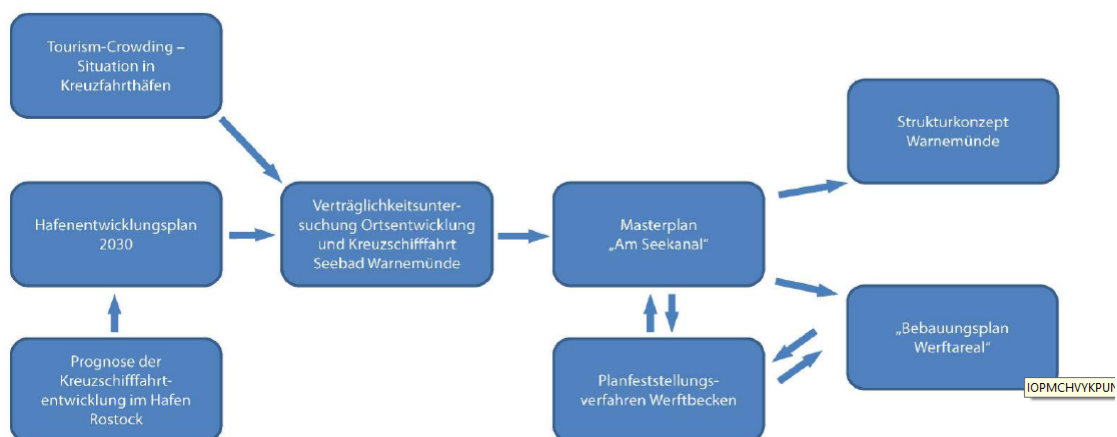 Tourism-Crowding –
Situation in
Kreuzfahrthäfen
Strukturkonzept
Warnemünde
Hafenentwicklungsplan
2030
Verträglichkeitsunter-
suchung Ortsentwicklung
und Kreuzschifffahrt
Seebad Warnemünde
Masterplan
„Am Seekanal“
Prognose der
Kreuzschifffahrt-
entwicklung im Hafen
Rostock
Planfeststellungs-
verfahren Werftbecken
„Bebauungsplan
Werftareal“
IOPMCHVYKPUN